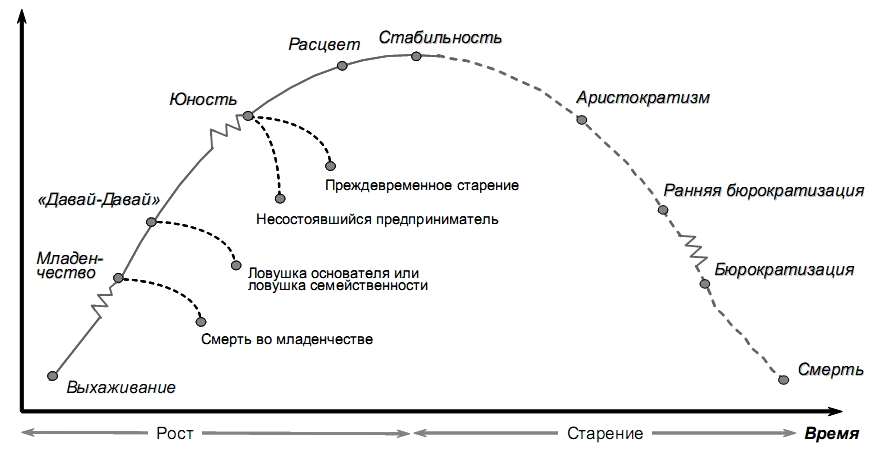 Стабильность
Расцвет
Аристократизм
Юность
Преждевременное старение
Ранняя бюрократизация
«Давай-Давай»
Несостоявшийся предприниматель
Младен-
чество
Ловушка основателя или
ловушка семейственности
Бюрократизация
Смерть во младенчестве
Смерть
Выхаживание
Рост
Старение
Время